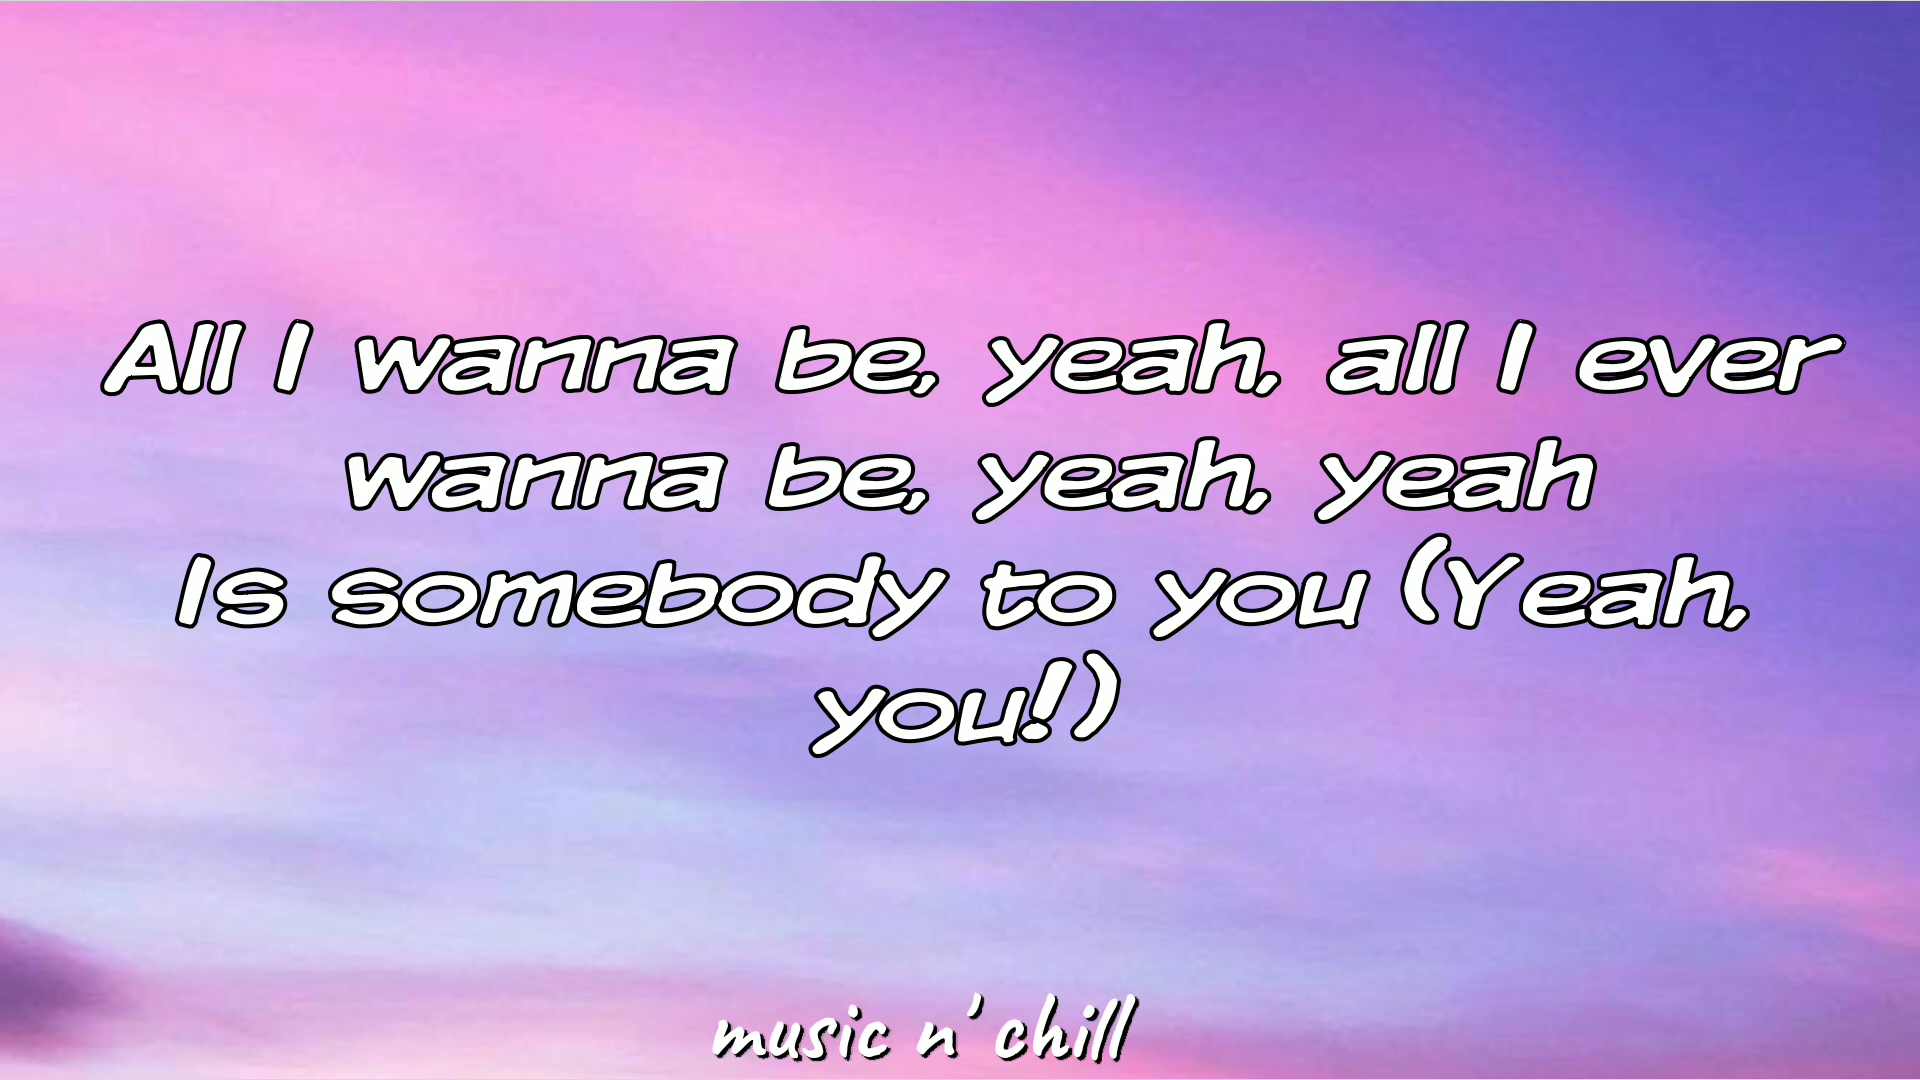 All I wanna be, yeah, all I ever
wanna be, yeah, yeah
Is somebody to you (Yeah,
you!)
music n' chill